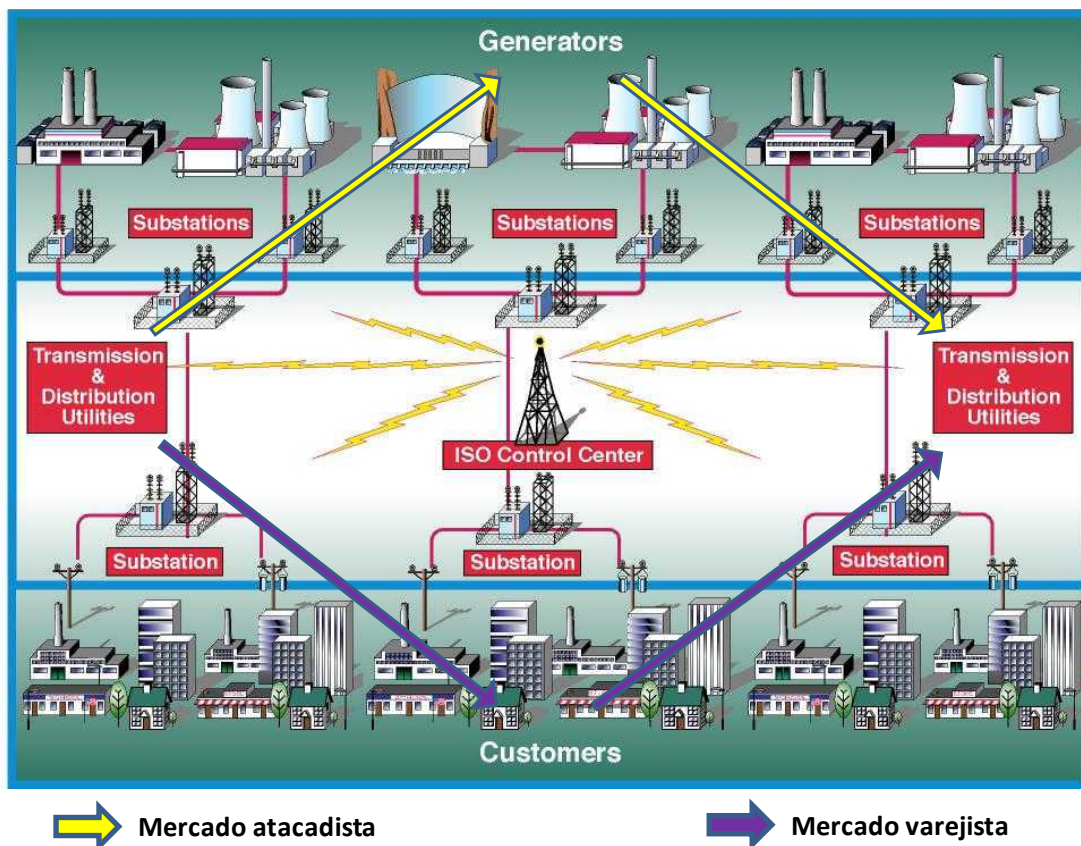 Generators
Substations
Substations
Substations
Transmission
&
Distribution
Utilities
Transmission
&
Distribution
Utilities
ISO Control Center
Substation
Substation
Substation
Customers
Mercado atacadista
Mercado varejista